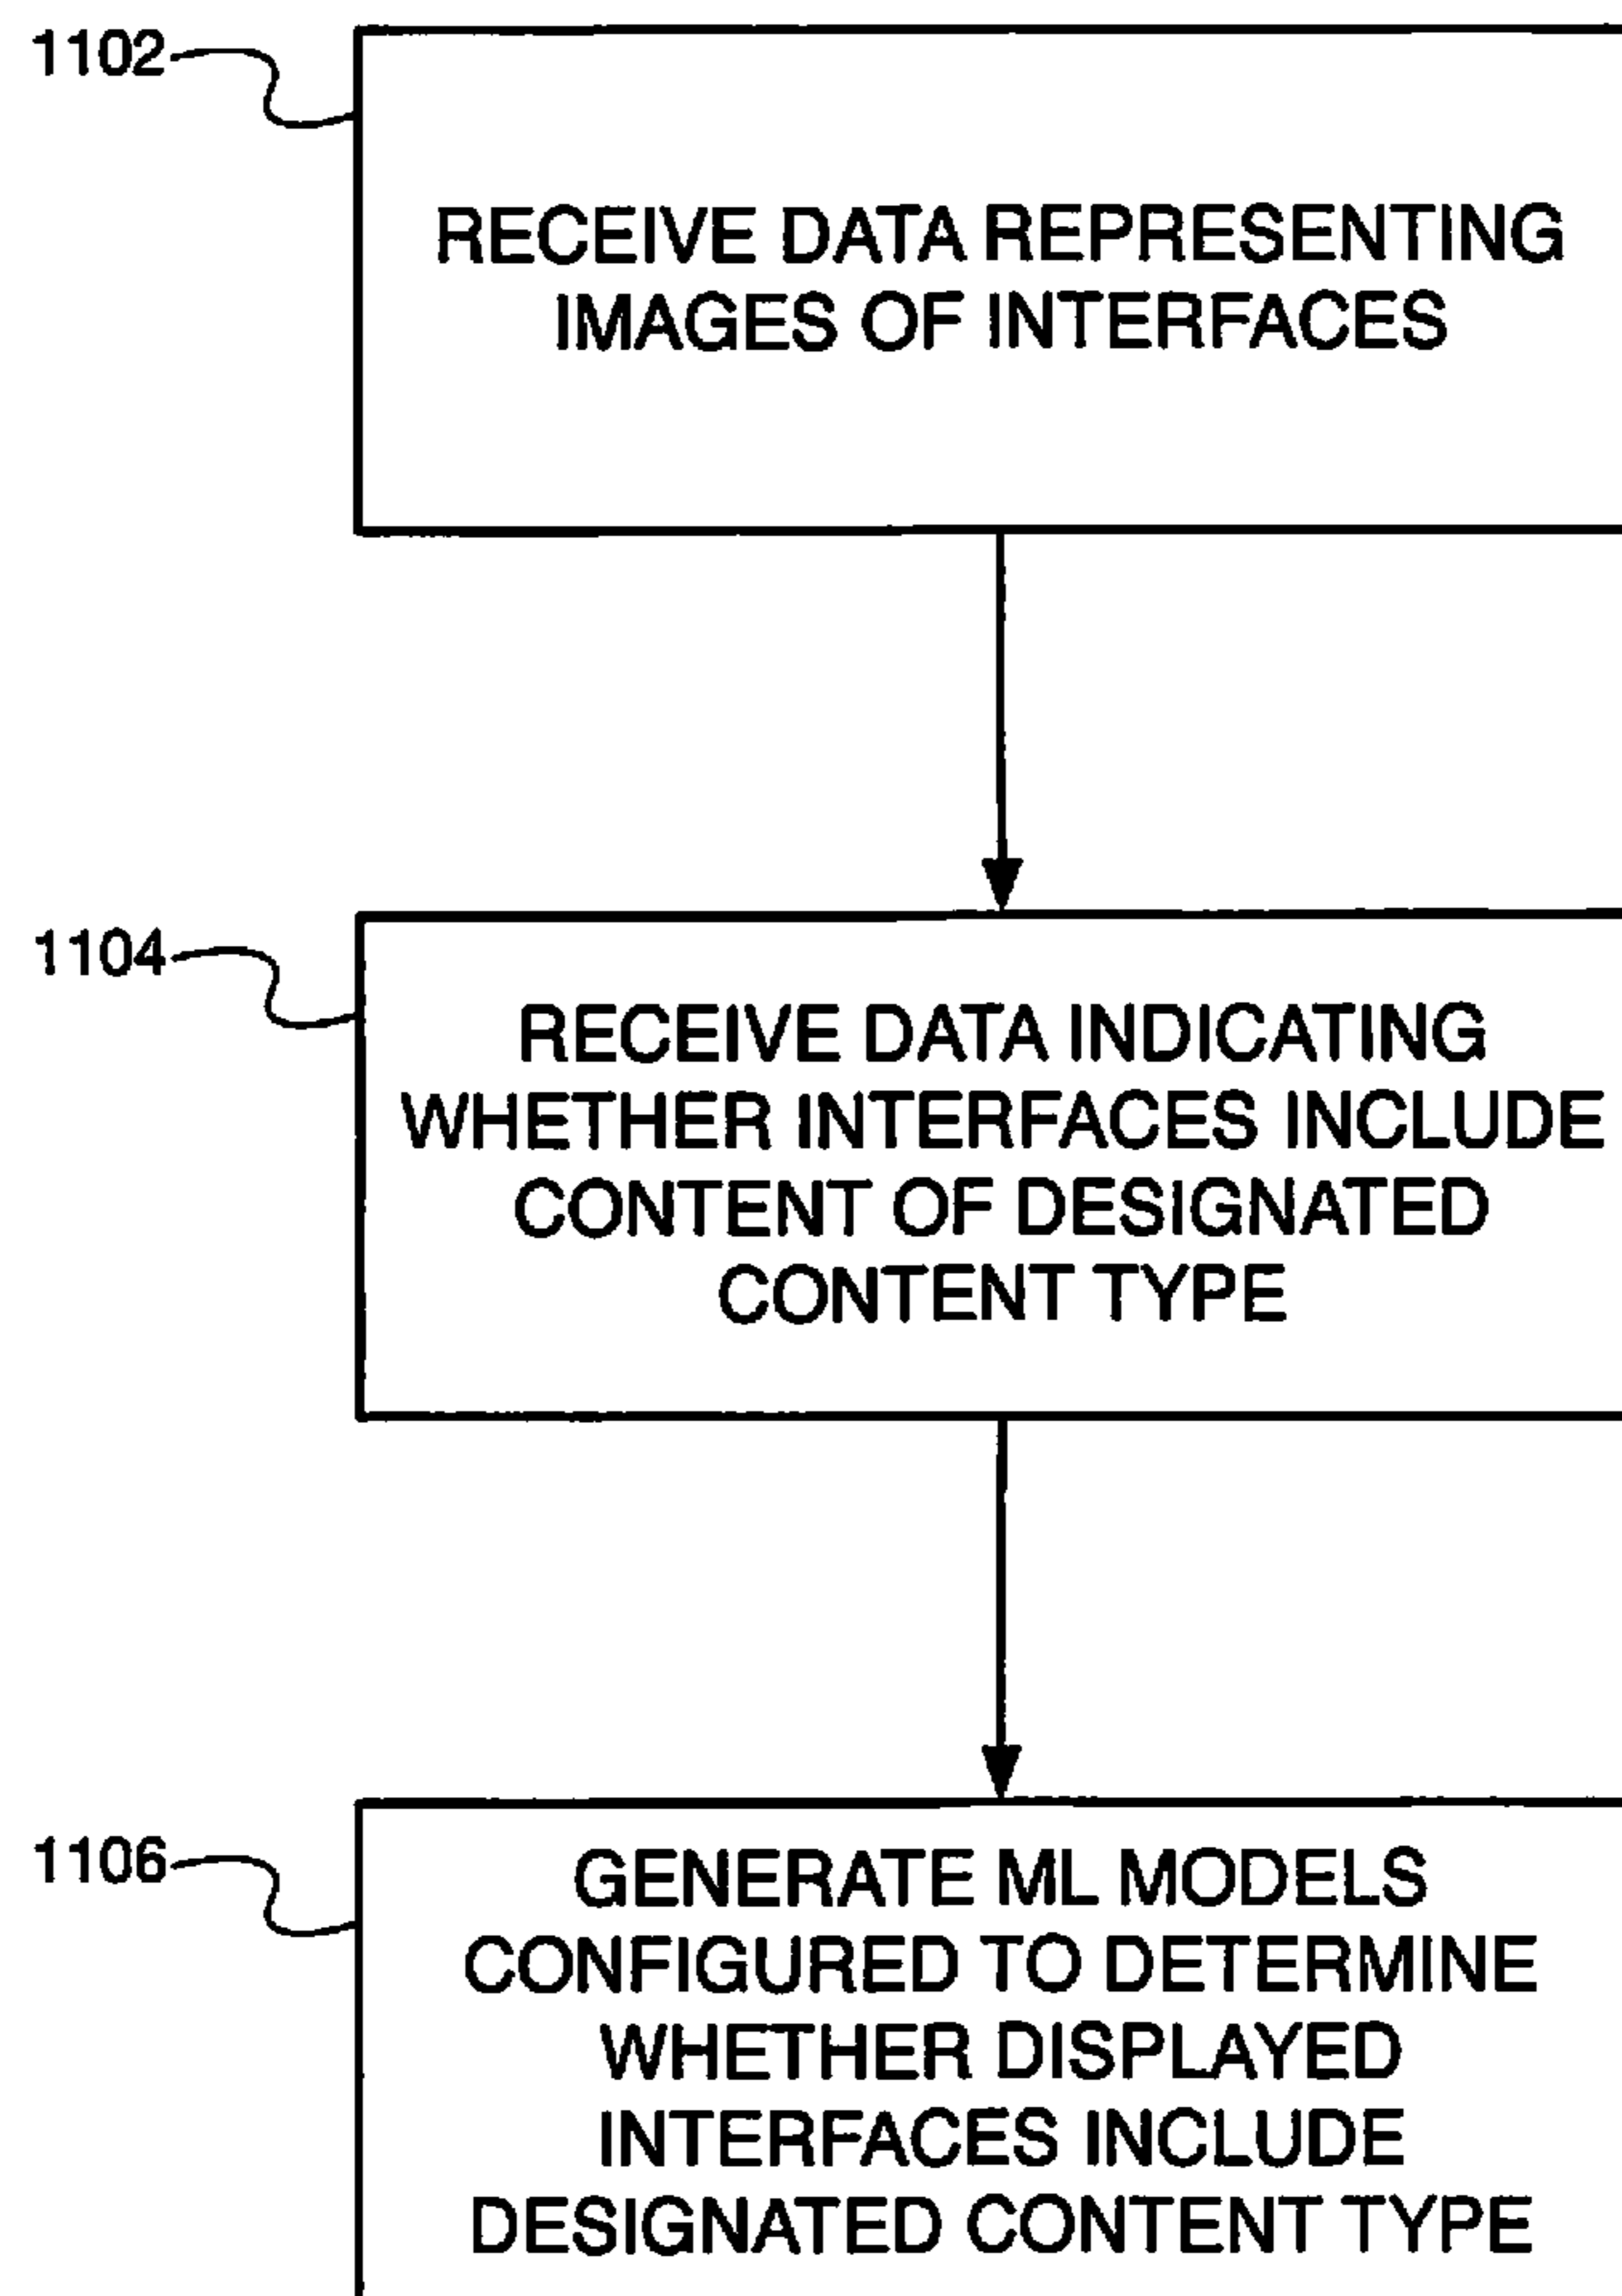 1102
RECEIVE DATA REPRESENTING
IMAGES OF INTERFACES
1104
RECEIVE DATA INDICATING
WHETHER INTERFACES INCLUDE
CONTENT OF DESIGNATED
CONTENT TYPE
1106
GENERATE ML MODELS
CONFIGURED TO DETERMINE
WHETHER DISPLAYED
INTERFACES INCLUDE
DESIGNATED CONTENT TYPE